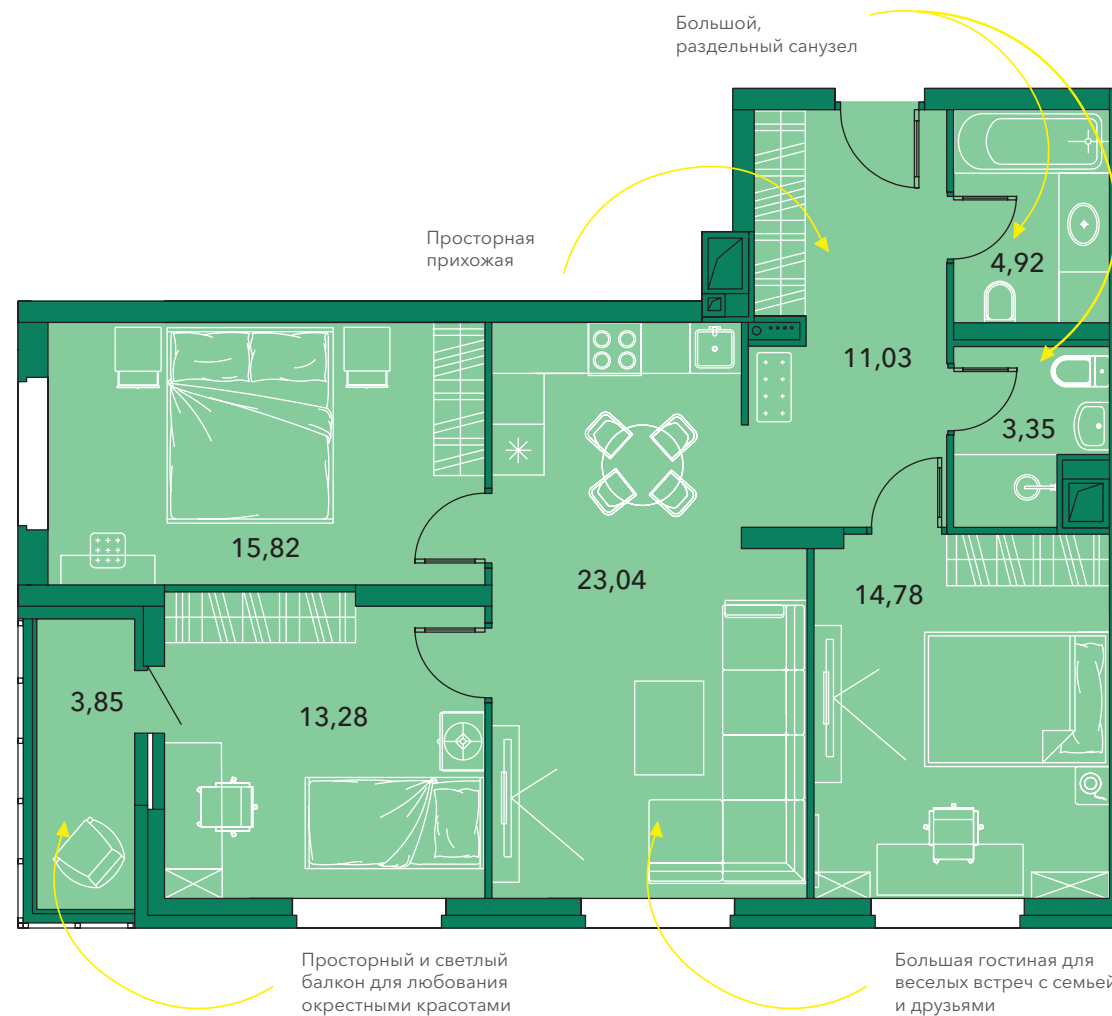 Большой,
раздельный санузел
Просторная
прихожая
4,92
11,03
3,35
15,82
23,04
14,78
3,85
13,28
Просторный и светлый
балкон для любования
окрестными красотами
Большая гостиная для
веселых встреч с семьей
и друзьями